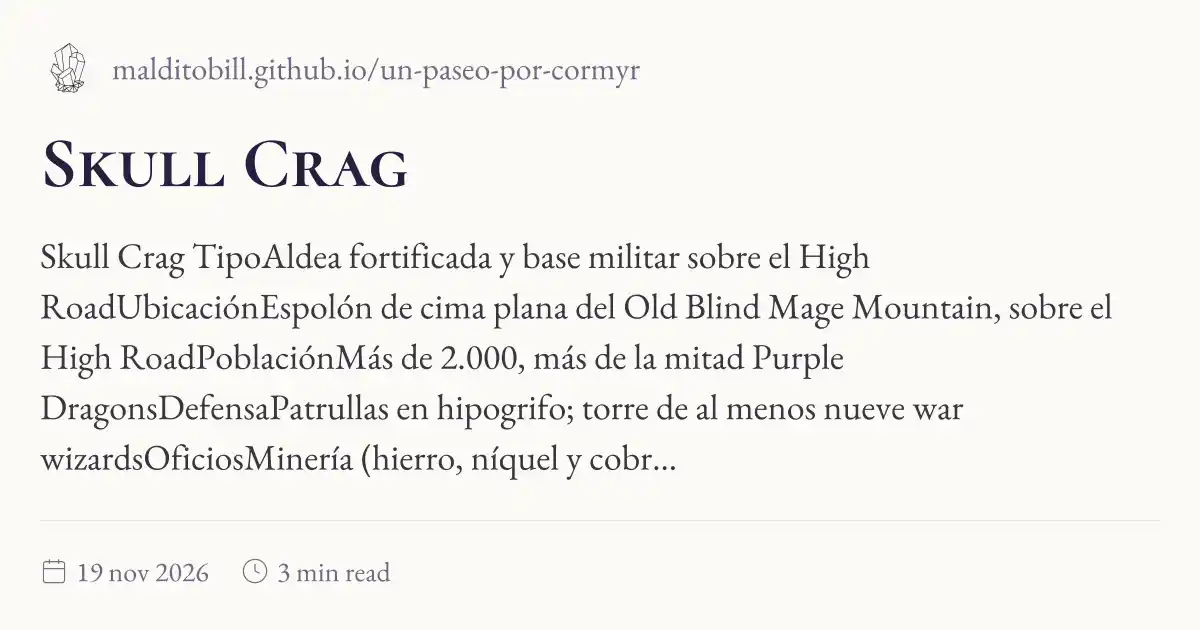 malditobill.github.io/un-paseo-por-cormyr
Skull Crag
Skull Crag TipoAldea fortificada y base militar sobre el High
RoadUbicaciónEspolón de cima plana del Old Blind Mage Mountain, sobre el
High RoadPoblaciónMás de 2.000, más de la mitad Purple
DragonsDefensaPatrullas en hipogrifo; torre de al menos nueve war
wizardsOficiosMinería (hierro, níquel y cobr...
19 nov 2026
3 min read